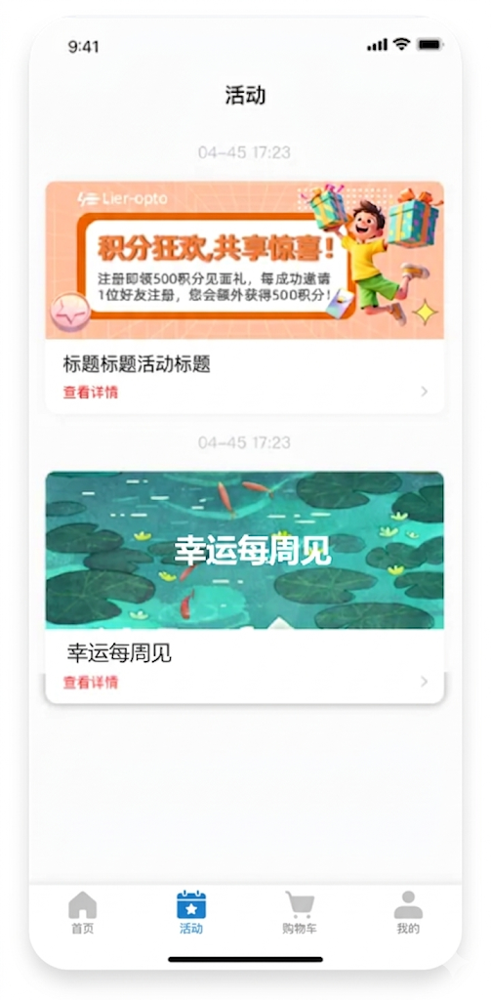 9:41
活动
04-45 17:23
Lier-opto
积分狂欢,共享惊喜!
注册即领500积分见面礼，每成功邀请
1位好友注册，您会额外获得500积分!
标题标题活动标题
查看详情
04-45 17:23
幸运每周见
幸运每周见
查看详情
首页
活动
购物车
我的